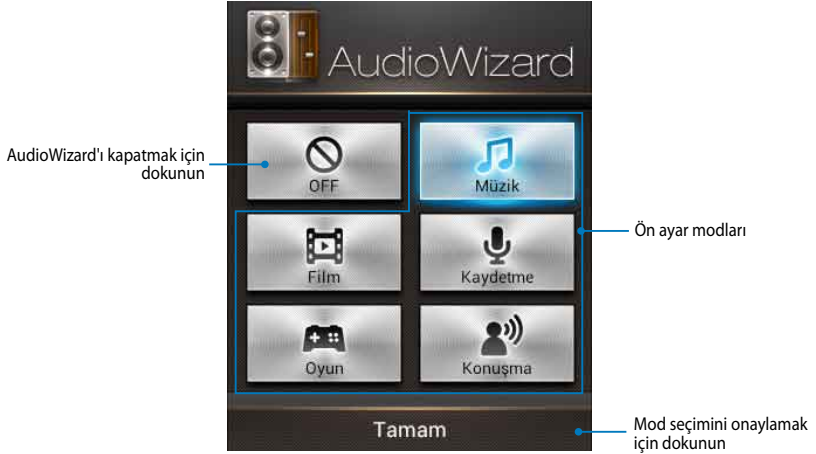 AudioWizard
AudioWizard'ı kapatmak için
dokunun
OFF
Müzik
Ön ayar modları
Film
Kaydetme
Oyun
Konuşma
Tamam
Mod seçimini onaylamak
için dokunun